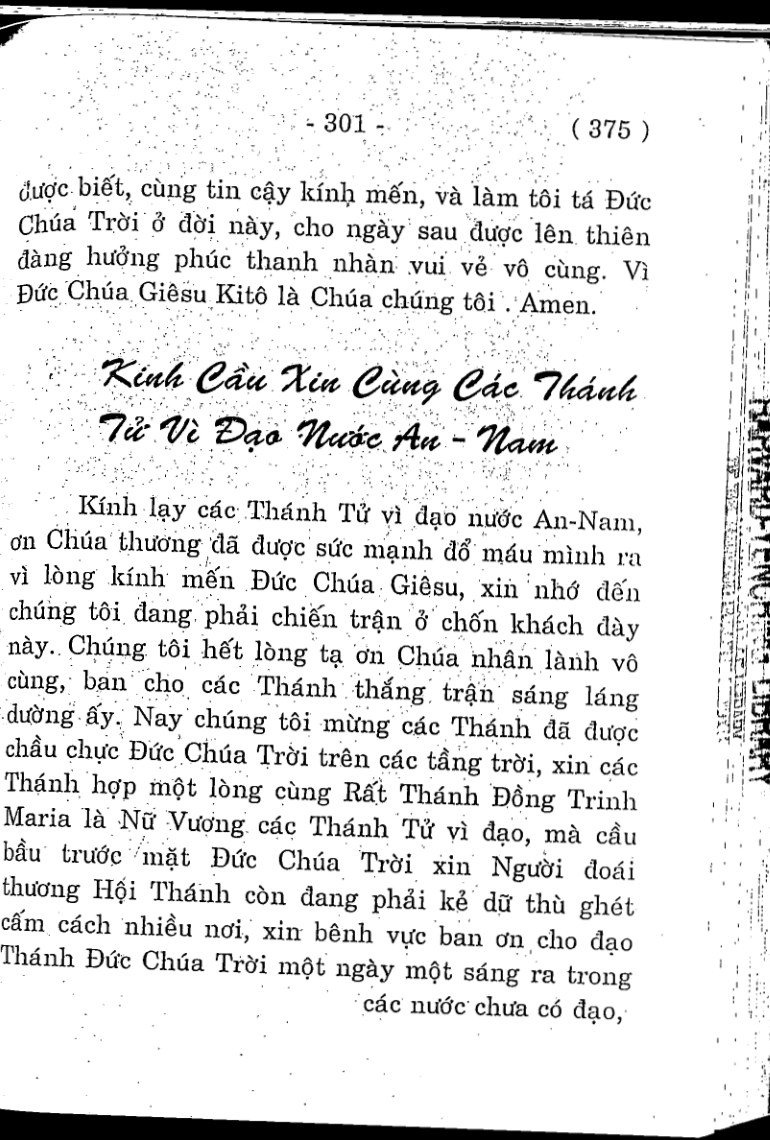 - 301 -
( 375 )
được biết, cùng tin cậy kính mến, và làm tôi tá Đức
Chúa Trời ở đời này, cho ngày sau được lên thiên
đàng hưởng phúc thanh nhàn vui vẻ vô cùng. Vì
Đức Chúa Giêsu Kitô là Chúa chúng tôi . Amen.
Kinh Cầu Xin Cùng Các Thánh
Tử Vì Đạo Nước An - Nam
Kính lạy các Thánh Tử vì đạo nước An-Nam,
ơn Chúa thương đã được sức mạnh đổ máu mình ra
vì lòng kính mến Đức Chúa Giêsu, xin nhớ đến
chúng tôi đang phải chiến trận ở chốn khách đày
này. Chúng tôi hết lòng tạ ơn Chúa nhân lành vô
cùng, ban cho các Thánh thắng trận sáng láng
dường ấy. Nay chúng tôi mừng các Thánh đã được
chầu chực Đức Chúa Trời trên các tầng trời, xin các
Thánh hợp một lòng cùng Rất Thánh Đồng Trinh
Maria là Nữ Vương các Thánh Tử vì đạo, mà cầu
bầu trước mặt Đức Chúa Trời xin Người đoái
thương Hội Thánh còn đang phải kẻ dữ thù ghét
cấm cách nhiều nơi, xin bênh vực ban ơn cho đạo
Thánh Đức Chúa Trời một ngày một sáng ra trong
các nước chưa có đạo,
HARVARD-YENCHING LIBRARY